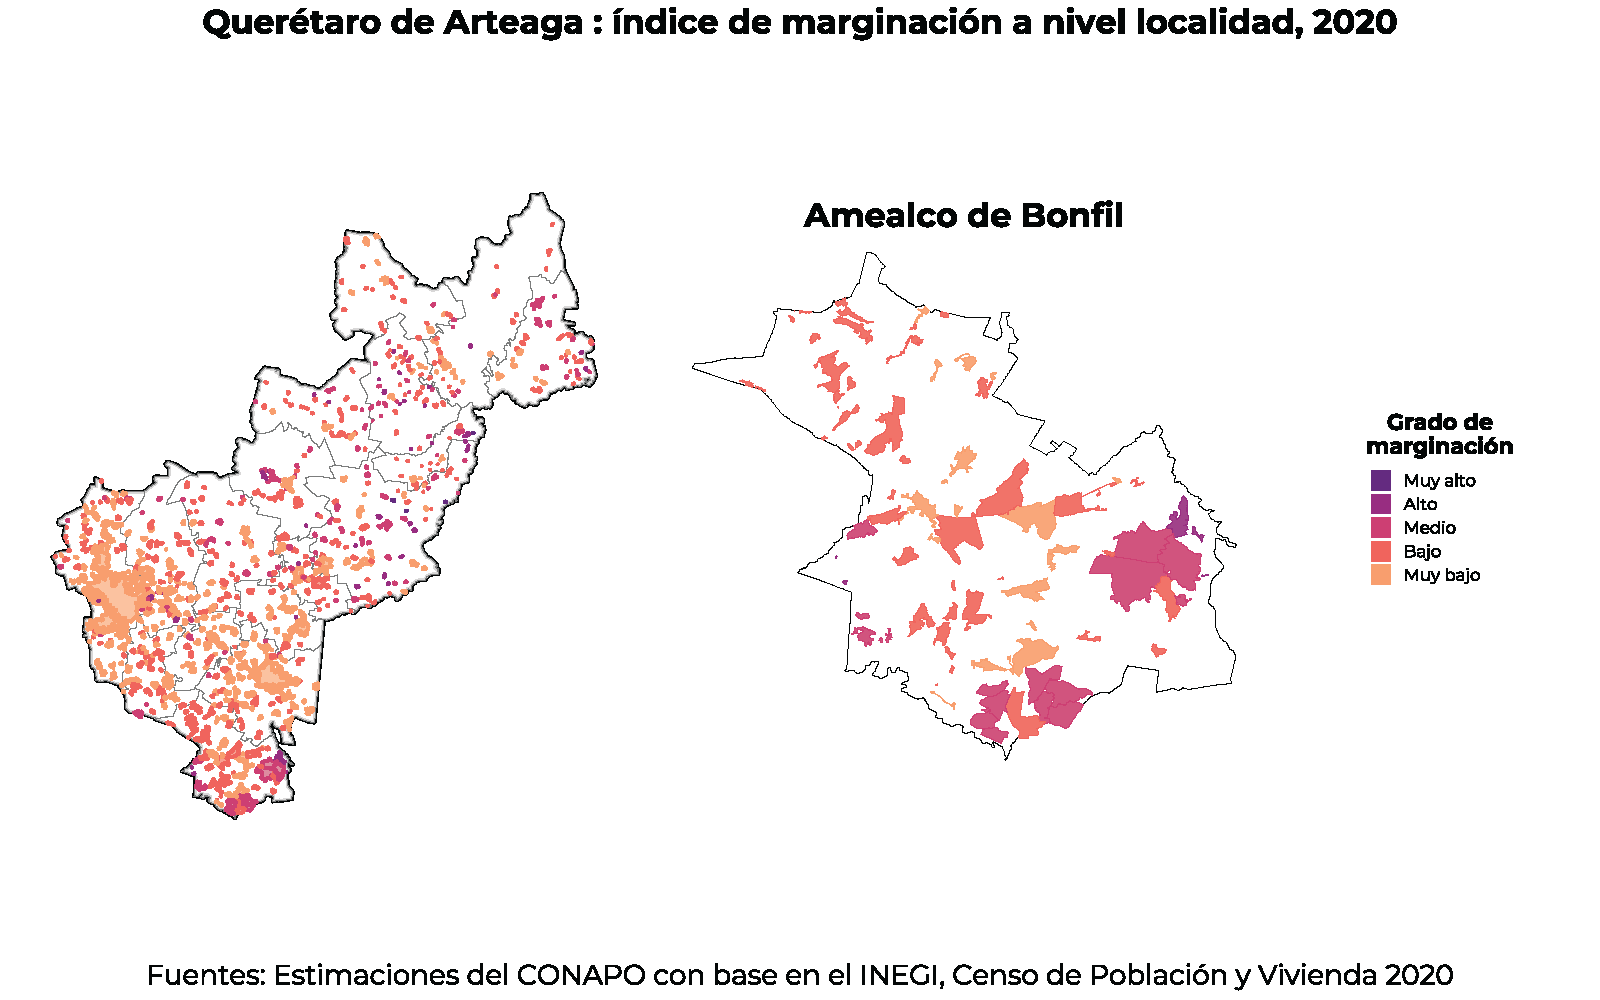 Querétaro de Arteaga : índice de marginación a nivel localidad, 2020
Amealco de Bonfil
Grado de
marginación
Muy alto
Alto
Medio
Bajo
Muy bajo
Fuentes: Estimaciones del CONAPO con base en el INEGI, Censo de Población y Vivienda 2020